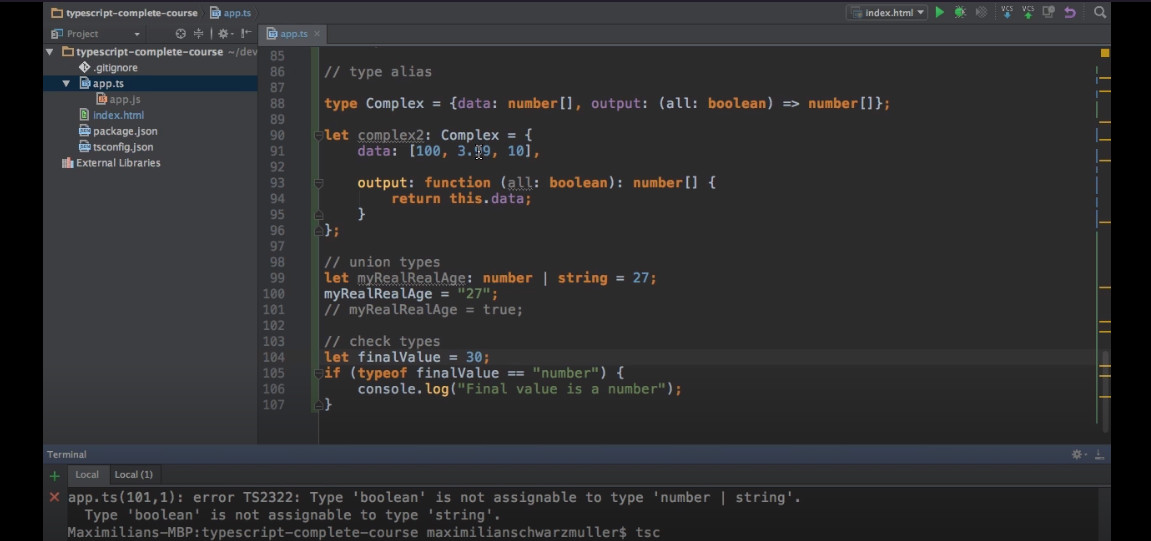 typescript-complete-course app.ts index.html VCS VCS
Project app.ts ×
typescript-complete-course ~/dev
.gitignore
app.ts
app.js
index.html
package.json
tsconfig.json
External Libraries
85
86 // type alias
87
88 type Complex = {data: number[], output: (all: boolean) => number[]};
89
90 let complex2: Complex = {
91 data: [100, 3.99, 10],
92
93 output: function (all: boolean): number[] {
94 return this.data;
95 }
96 };
97
98 // union types
99 let myRealRealAge: number | string = 27;
100 myRealRealAge = "27";
101 // myRealRealAge = true;
102
103 // check types
104 let finalValue = 30;
105 if (typeof finalValue == "number") {
106 console.log("Final value is a number");
107 }
Terminal
Local Local (1)
app.ts(101,1): error TS2322: Type 'boolean' is not assignable to type 'number | string'.
Type 'boolean' is not assignable to type 'string'.
Maximilians-MBP:typescript-complete-course maximilianschwarzmuller$ tsc